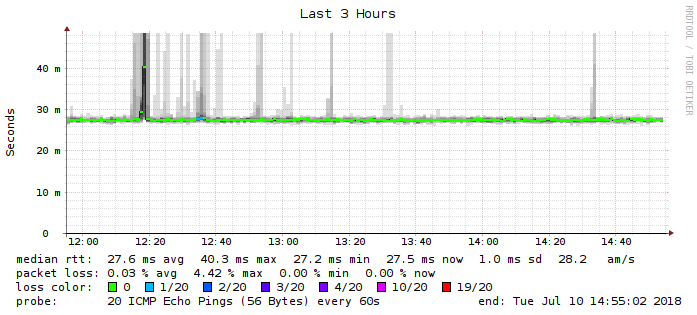 Last 3 Hours
RRDTOOL / TOBI OETIKER
Seconds
40 m
30 m
20 m
10 m
0
12:00 12:20 12:40 13:00 13:20 13:40 14:00 14:20 14:40
median rtt: 27.6 ms avg 40.3 ms max 27.2 ms min 27.5 ms now 1.0 ms sd 28.2 am/s
packet loss: 0.03 % avg 4.42 % max 0.00 % min 0.00 % now
loss color: 0 1/20 2/20 3/20 4/20 10/20 19/20
probe: 20 ICMP Echo Pings (56 Bytes) every 60s end: Tue Jul 10 14:55:02 2018